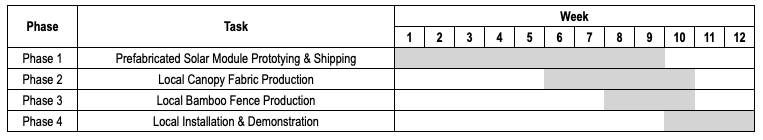 Phase Task Week
1 2 3 4 5 6 7 8 9 10 11 12
Phase 1 Prefabricated Solar Module Prototying & Shipping
Phase 2 Local Canopy Fabric Production
Phase 3 Local Bamboo Fence Production
Phase 4 Local Installation & Demonstration